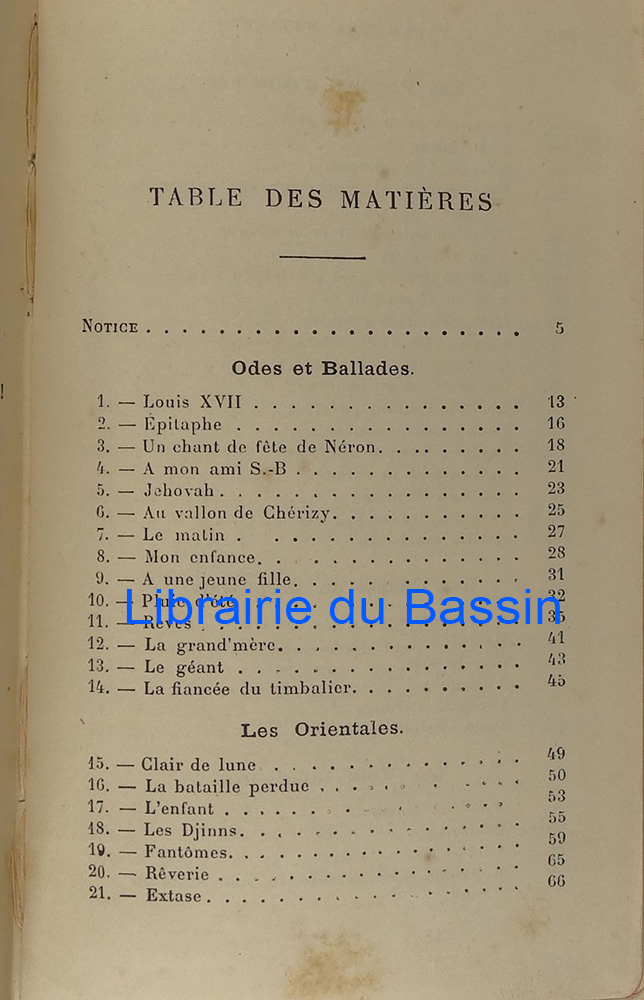 TABLE DES MATIÈRES
NOTICE . . . . . . . . . . . . . . . . . . . . . . 5
Odes et Ballades.
1. — Louis XVII . . . . . . . . . . . . . . . 13
2. — Épitaphe . . . . . . . . . . . . . . . 16
3. — Un chant de fête de Néron. . . . . . . . . 18
4. — A mon ami S.-B . . . . . . . . . . . . . 21
5. — Jehovah . . . . . . . . . . . . . . . . 23
6. — Au vallon de Chérizy. . . . . . . . . . . 25
7. — Le matin . . . . . . . . . . . . . . . 27
8. — Mon enfance. . . . . . . . . . . . . . 28
9. — A une jeune fille. . . . . . . . . . . . . 31
10. — Pluie d'été . . . . . . . . . . . . . . 32
Librairie du Bassin
11. — Rêves . . . . . . . . . . . . . . . . 35
12. — La grand'mère. . . . . . . . . . . . . 41
13. — Le géant . . . . . . . . . . . . . . . 43
14. — La fiancée du timbalier. . . . . . . . . . 45
Les Orientales.
15. — Clair de lune . . . . . . . . . . . . . 49
16. — La bataille perdue . . . . . . . . . . . 50
17. — L'enfant . . . . . . . . . . . . . . . 53
18. — Les Djinns. . . . . . . . . . . . . . . 55
19. — Fantômes. . . . . . . . . . . . . . . . 59
20. — Rêverie . . . . . . . . . . . . . . . . 65
21. — Extase . . . . . . . . . . . . . . . . . 66